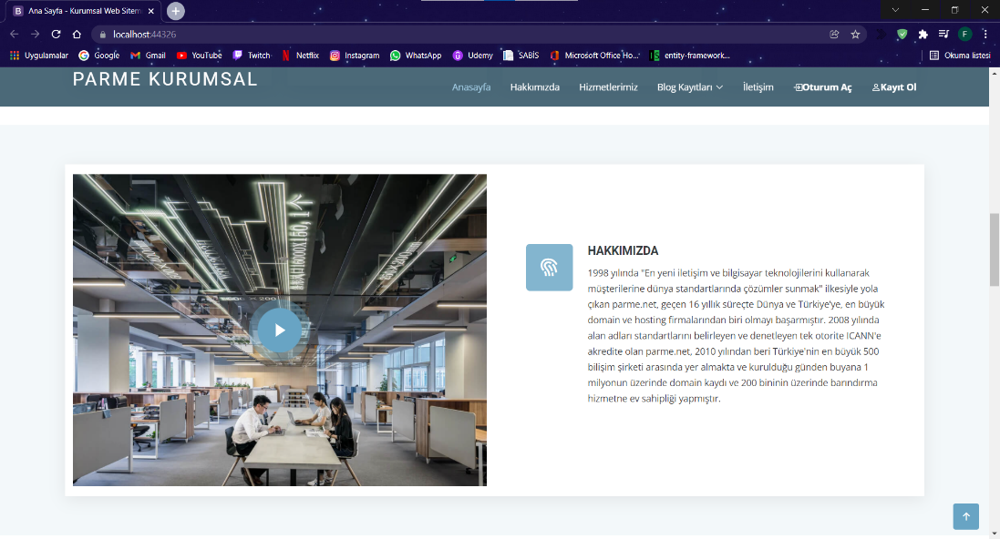 Ana Sayfa - Kurumsal Web Sitem
localhost:44326
Uygulamalar Google Gmail YouTube Twitch Netflix Instagram WhatsApp Udemy SABİS Microsoft Office Ho... entity-framework... Okuma listesi
PARME KURUMSAL
Anasayfa Hakkımızda Hizmetlerimiz Blog Kayıtları İletişim Oturum Aç Kayıt Ol
HAKKIMIZDA
1998 yılında "En yeni iletişim ve bilgisayar teknolojilerini kullanarak
müşterilerine dünya standartlarında çözümler sunmak" ilkesiyle yola
çıkan parme.net, geçen 16 yıllık süreçte Dünya ve Türkiye'ye, en büyük
domain ve hosting firmalarından biri olmayı başarmıştır. 2008 yılında
alan adları standartlarını belirleyen ve denetleyen tek otorite ICANN'e
akredite olan parme.net, 2010 yılından beri Türkiye'nin en büyük 500
bilişim şirketi arasında yer almakta ve kurulduğu günden buyana 1
milyonun üzerinde domain kaydı ve 200 bininin üzerinde barındırma
hizmetne ev sahipliği yapmıştır.